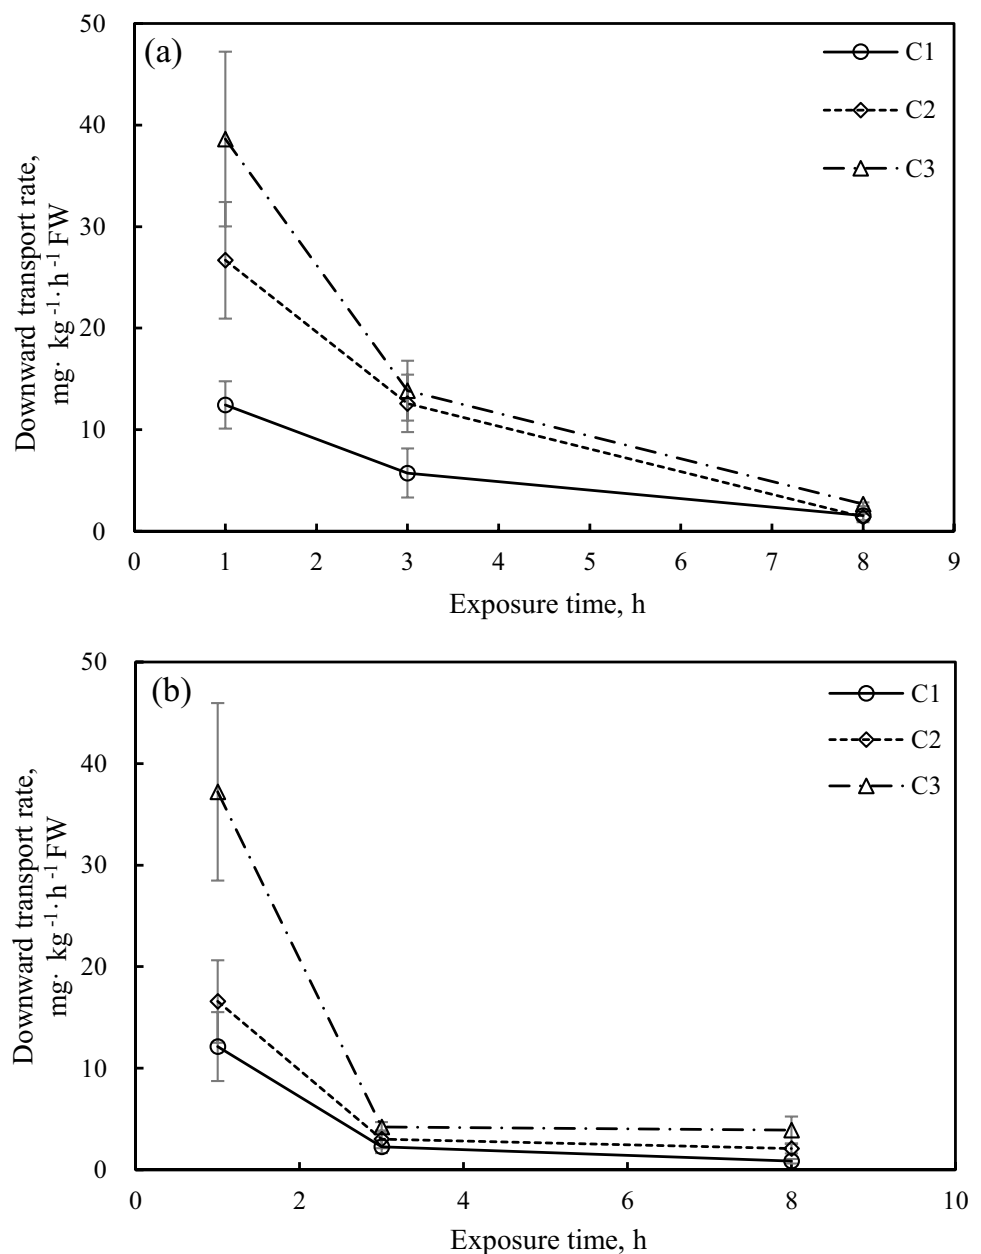 (a)
C1
C2
C3
50
40
30
20
10
0
0 1 2 3 4 5 6 7 8 9
Downward transport rate,
mg· kg -1·h -1 FW
Exposure time, h
(b)
C1
C2
C3
50
40
30
20
10
0
0 2 4 6 8 10
Downward transport rate,
mg· kg -1·h -1 FW
Exposure time, h